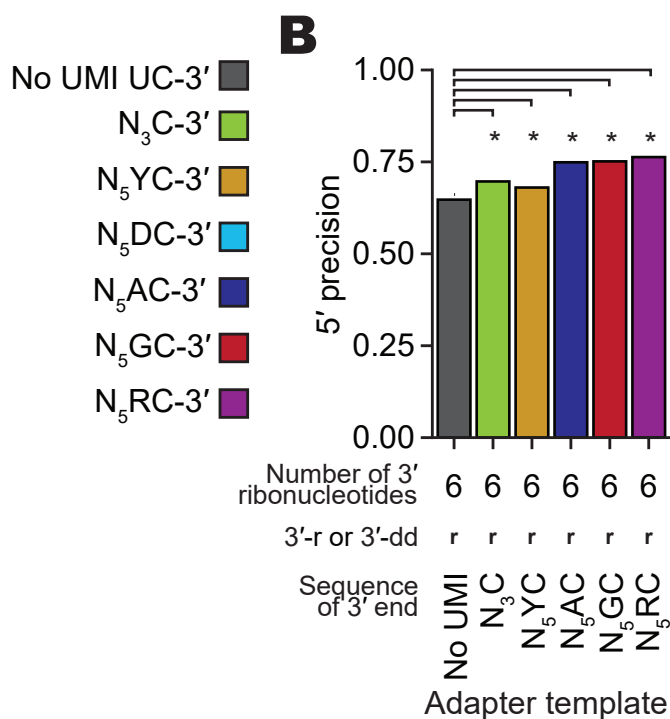 B
No UMI UC-3′
N₃C-3′
N₅YC-3′
N₅DC-3′
N₅AC-3′
N₅GC-3′
N₅RC-3′
5′ precision
1.00
0.75
0.50
0.25
0.00
* * * * *
Number of 3′
ribonucleotides
6 6 6 6 6 6
3′-r or 3′-dd
r r r r r r
Sequence
of 3′ end
No UMI
N₃C
N₅YC
N₅AC
N₅GC
N₅RC
Adapter template